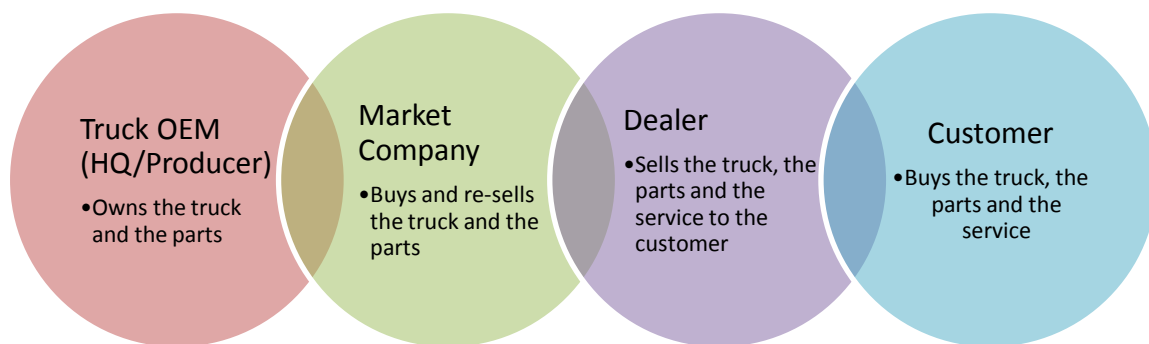 Truck OEM
(HQ/Producer)
•Owns the truck
and the parts
Market
Company
•Buys and re-sells
the truck and the
parts
Dealer
•Sells the truck, the
parts and the
service to the
customer
Customer
•Buys the truck, the
parts and the
service